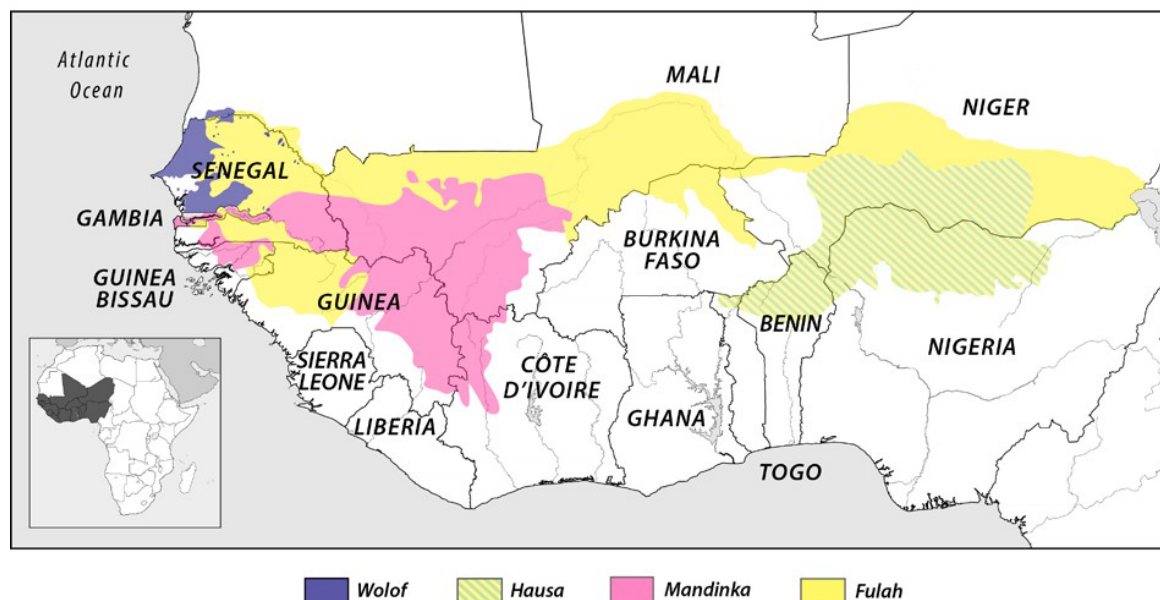 Atlantic
Ocean
MALI
NIGER
SENEGAL
GAMBIA
BURKINA
FASO
GUINEA
BISSAU
GUINEA
BENIN
NIGERIA
SIERRA
LEONE
CÔTE
D'IVOIRE
LIBERIA
GHANA
TOGO
Wolof
Hausa
Mandinka
Fulah